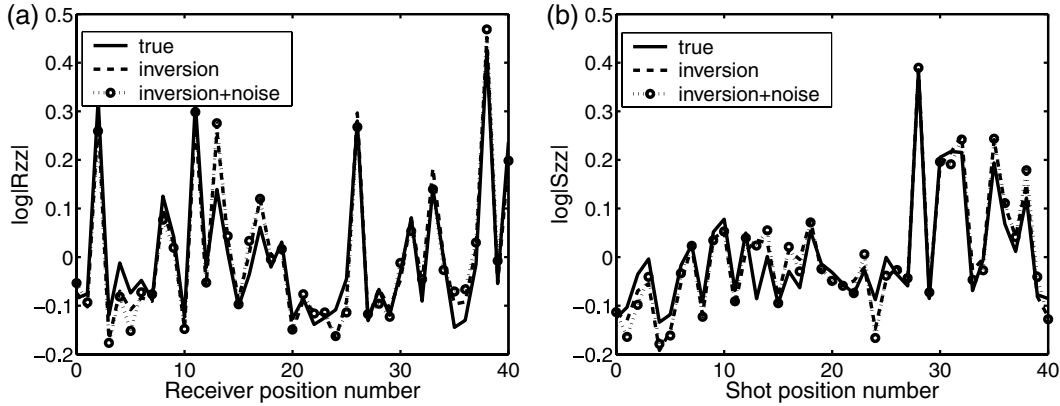 (a)
0.5
0.4
0.3
0.2
0.1
0
−0.1
−0.2
log|Rzz|
true
inversion
inversion+noise
0 10 20 30 40
Receiver position number
(b)
0.5
0.4
0.3
0.2
0.1
0
−0.1
−0.2
log|Szz|
true
inversion
inversion+noise
0 10 20 30 40
Shot position number